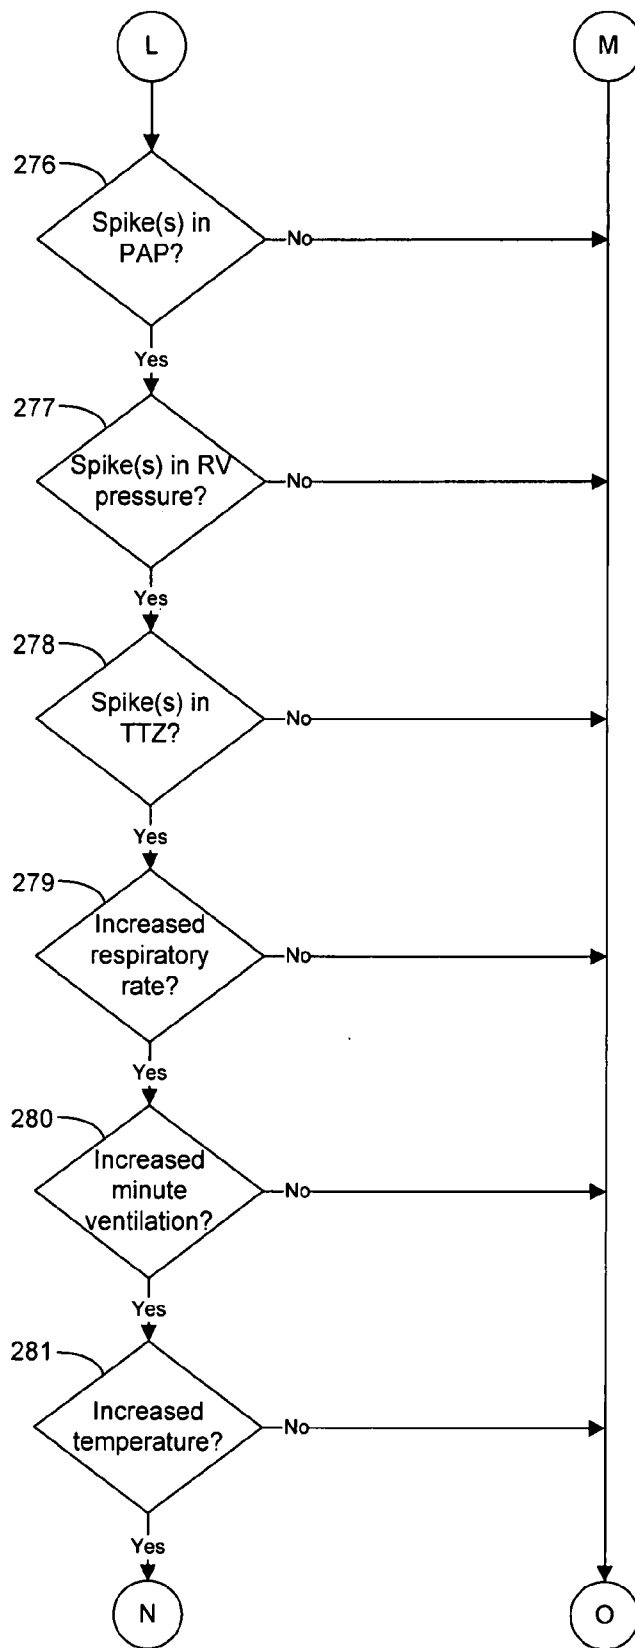 L
M
276
Spike(s) in
PAP?
No
Yes
277
Spike(s) in RV
pressure?
No
Yes
278
Spike(s) in
TTZ?
No
Yes
279
Increased
respiratory
rate?
No
Yes
280
Increased
minute
ventilation?
No
Yes
281
Increased
temperature?
No
Yes
N
O